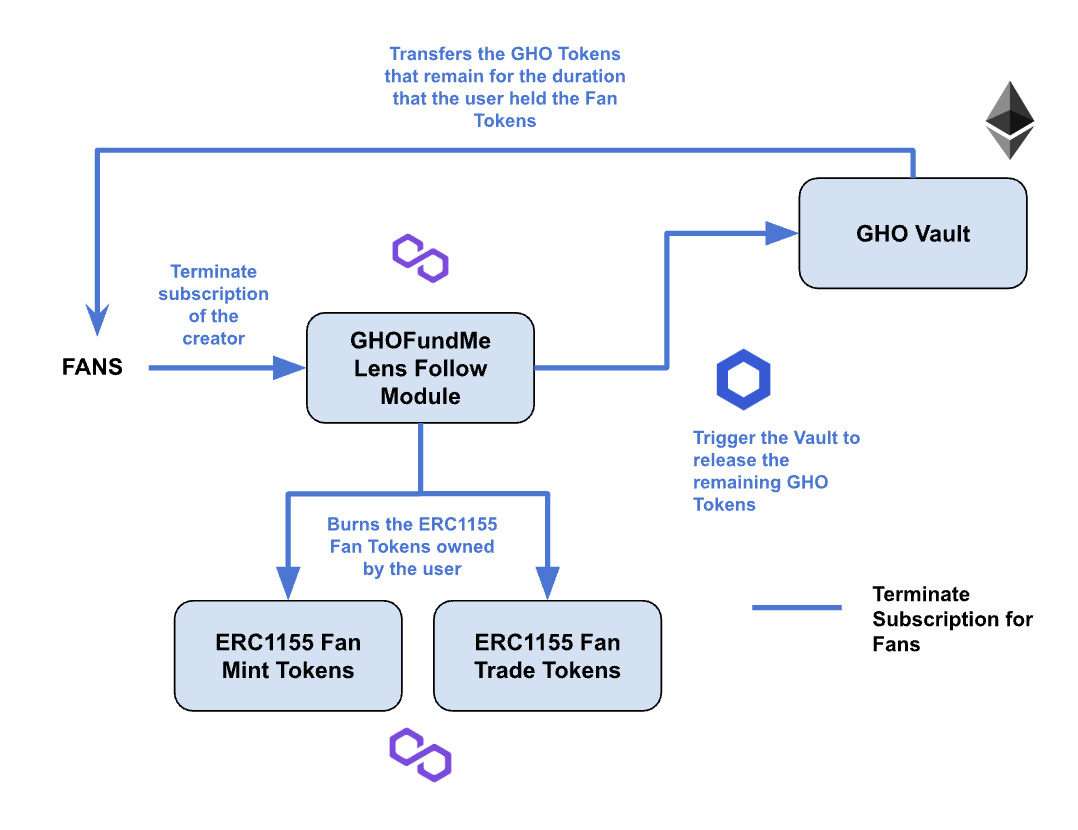 Transfers the GHO Tokens
that remain for the duration
that the user held the Fan
Tokens
GHO Vault
Terminate
subscription
of the
creator
FANS
GHOFundMe
Lens Follow
Module
Trigger the Vault to
release the
remaining GHO
Tokens
Burns the ERC1155
Fan Tokens owned
by the user
ERC1155 Fan
Mint Tokens
ERC1155 Fan
Trade Tokens
Terminate
Subscription for
Fans